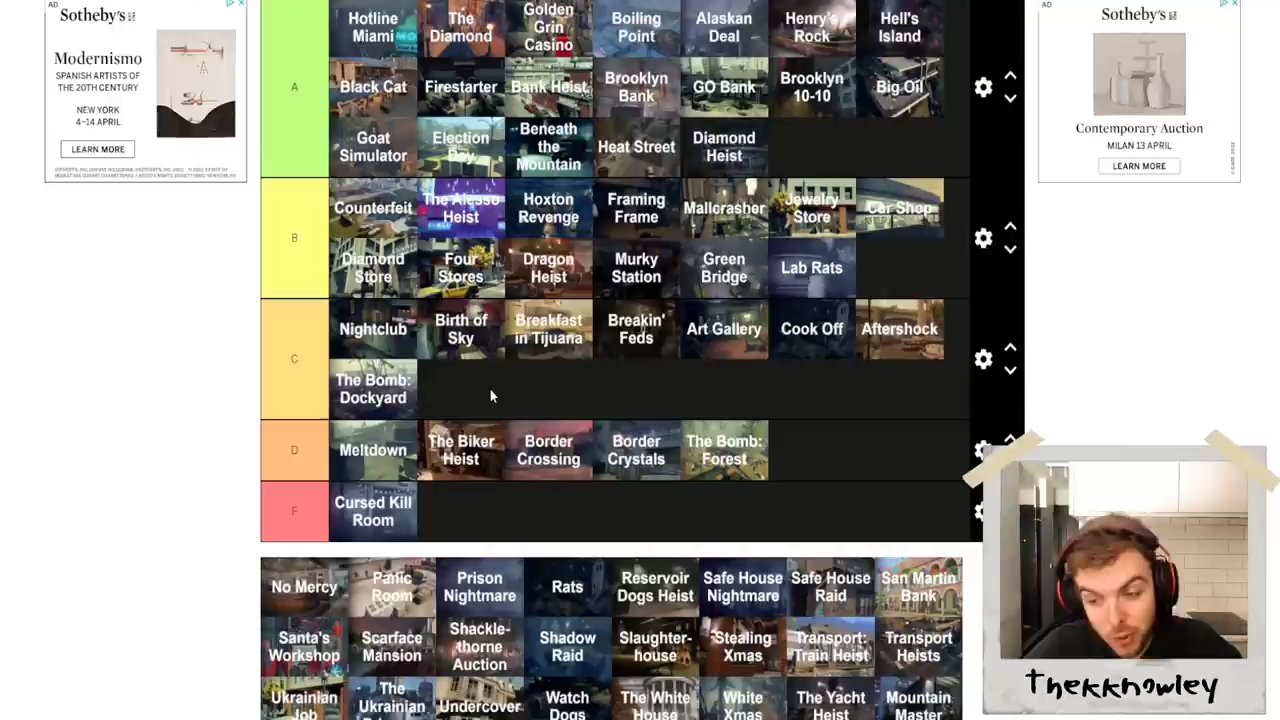 AD
Sotheby's
Modernismo
SPANISH ARTISTS OF
THE 20TH CENTURY
NEW YORK
4–14 APRIL
LEARN MORE
AD
Sotheby's
Contemporary Auction
MILAN 13 APRIL
LEARN MORE
A
Hotline Miami
The Diamond
Golden Grin Casino
Boiling Point
Alaskan Deal
Henry's Rock
Hell's Island
Black Cat
Firestarter
Bank Heist
Brooklyn Bank
GO Bank
Brooklyn 10-10
Big Oil
Goat Simulator
Election Day
Beneath the Mountain
Heat Street
Diamond Heist
B
Counterfeit
The Alesso Heist
Hoxton Revenge
Framing Frame
Mallcrasher
Jewelry Store
Car Shop
Diamond Store
Four Stores
Dragon Heist
Murky Station
Green Bridge
Lab Rats
C
Nightclub
Birth of Sky
Breakfast in Tijuana
Breakin' Feds
Art Gallery
Cook Off
Aftershock
The Bomb: Dockyard
D
Meltdown
The Biker Heist
Border Crossing
Border Crystals
The Bomb: Forest
F
Cursed Kill Room
No Mercy
Panic Room
Prison Nightmare
Rats
Reservoir Dogs Heist
Safe House Nightmare
Safe House Raid
San Martin Bank
Santa's Workshop
Scarface Mansion
Shackle-thorne Auction
Shadow Raid
Slaughter-house
Stealing Xmas
Transport: Train Heist
Transport Heists
Ukrainian Job
The Ukrainian
Undercover
Watch Dogs
The White House
White Xmas
The Yacht Heist
Mountain Master
Thekknowley